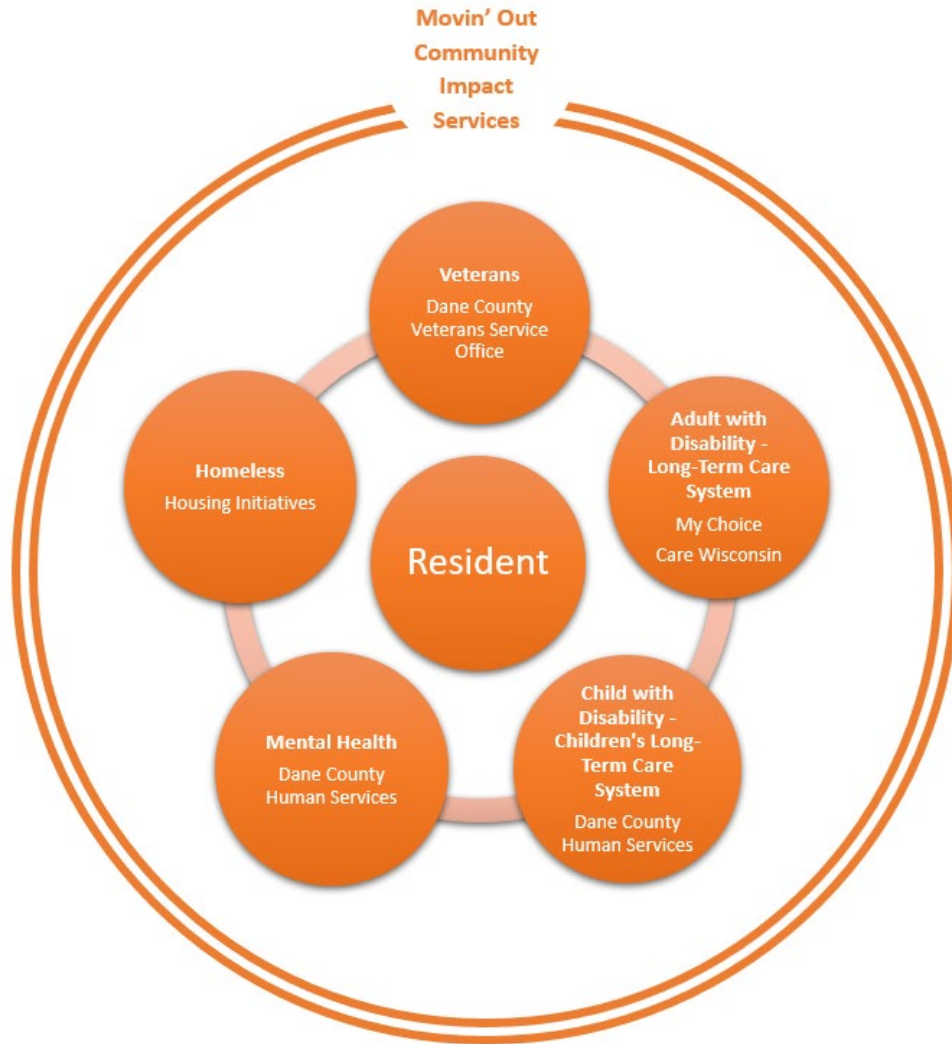 Movin’ Out
Community
Impact
Services
Veterans
Dane County
Veterans Service
Office
Adult with
Disability -
Long-Term Care
System
My Choice
Care Wisconsin
Child with
Disability -
Children's Long-
Term Care
System
Dane County
Human Services
Mental Health
Dane County
Human Services
Homeless
Housing Initiatives
Resident